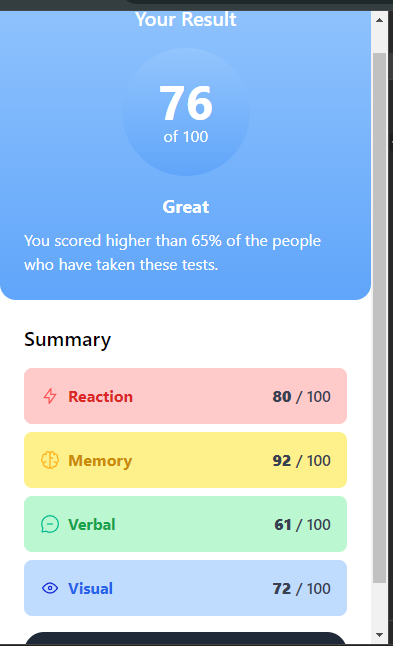 Your Result
76
of 100
Great
You scored higher than 65% of the people
who have taken these tests.
Summary
Reaction 80 / 100
Memory 92 / 100
Verbal 61 / 100
Visual 72 / 100